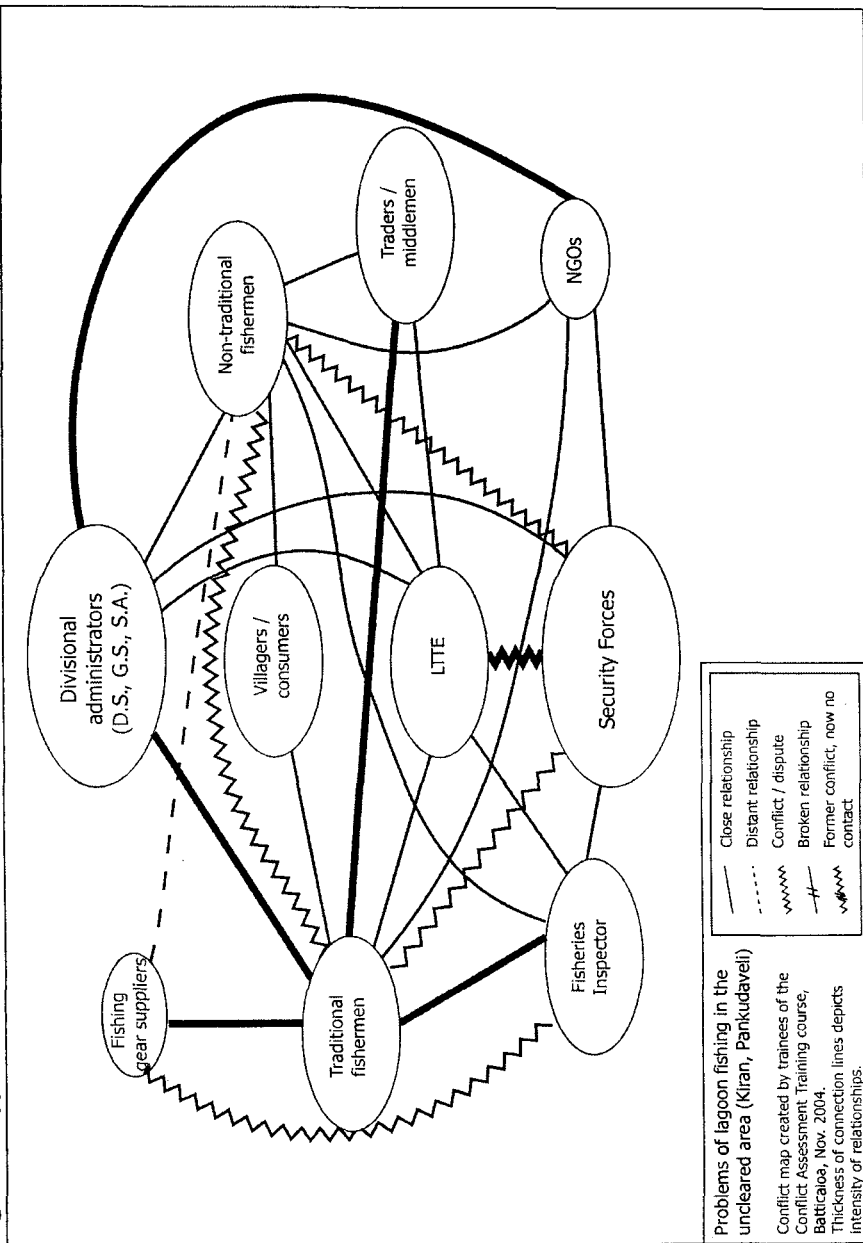 Divisional
administrators
(D.S., G.S., S.A.)
Fishing
gear suppliers
Non-traditional
fishermen
Villagers /
consumers
Traditional
fishermen
Traders /
middlemen
LTTE
NGOs
Fisheries
Inspector
Security Forces
Problems of lagoon fishing in the
uncleared area (Kiran, Pankudaveli)
Conflict map created by trainees of the
Conflict Assessment Training course,
Batticaioa, Nov. 2004.
Thickness of connection lines depicts
intensity of relationships.
Close relationship
Distant relationship
Conflict / dispute
Broken relationship
Former conflict, now no
contact